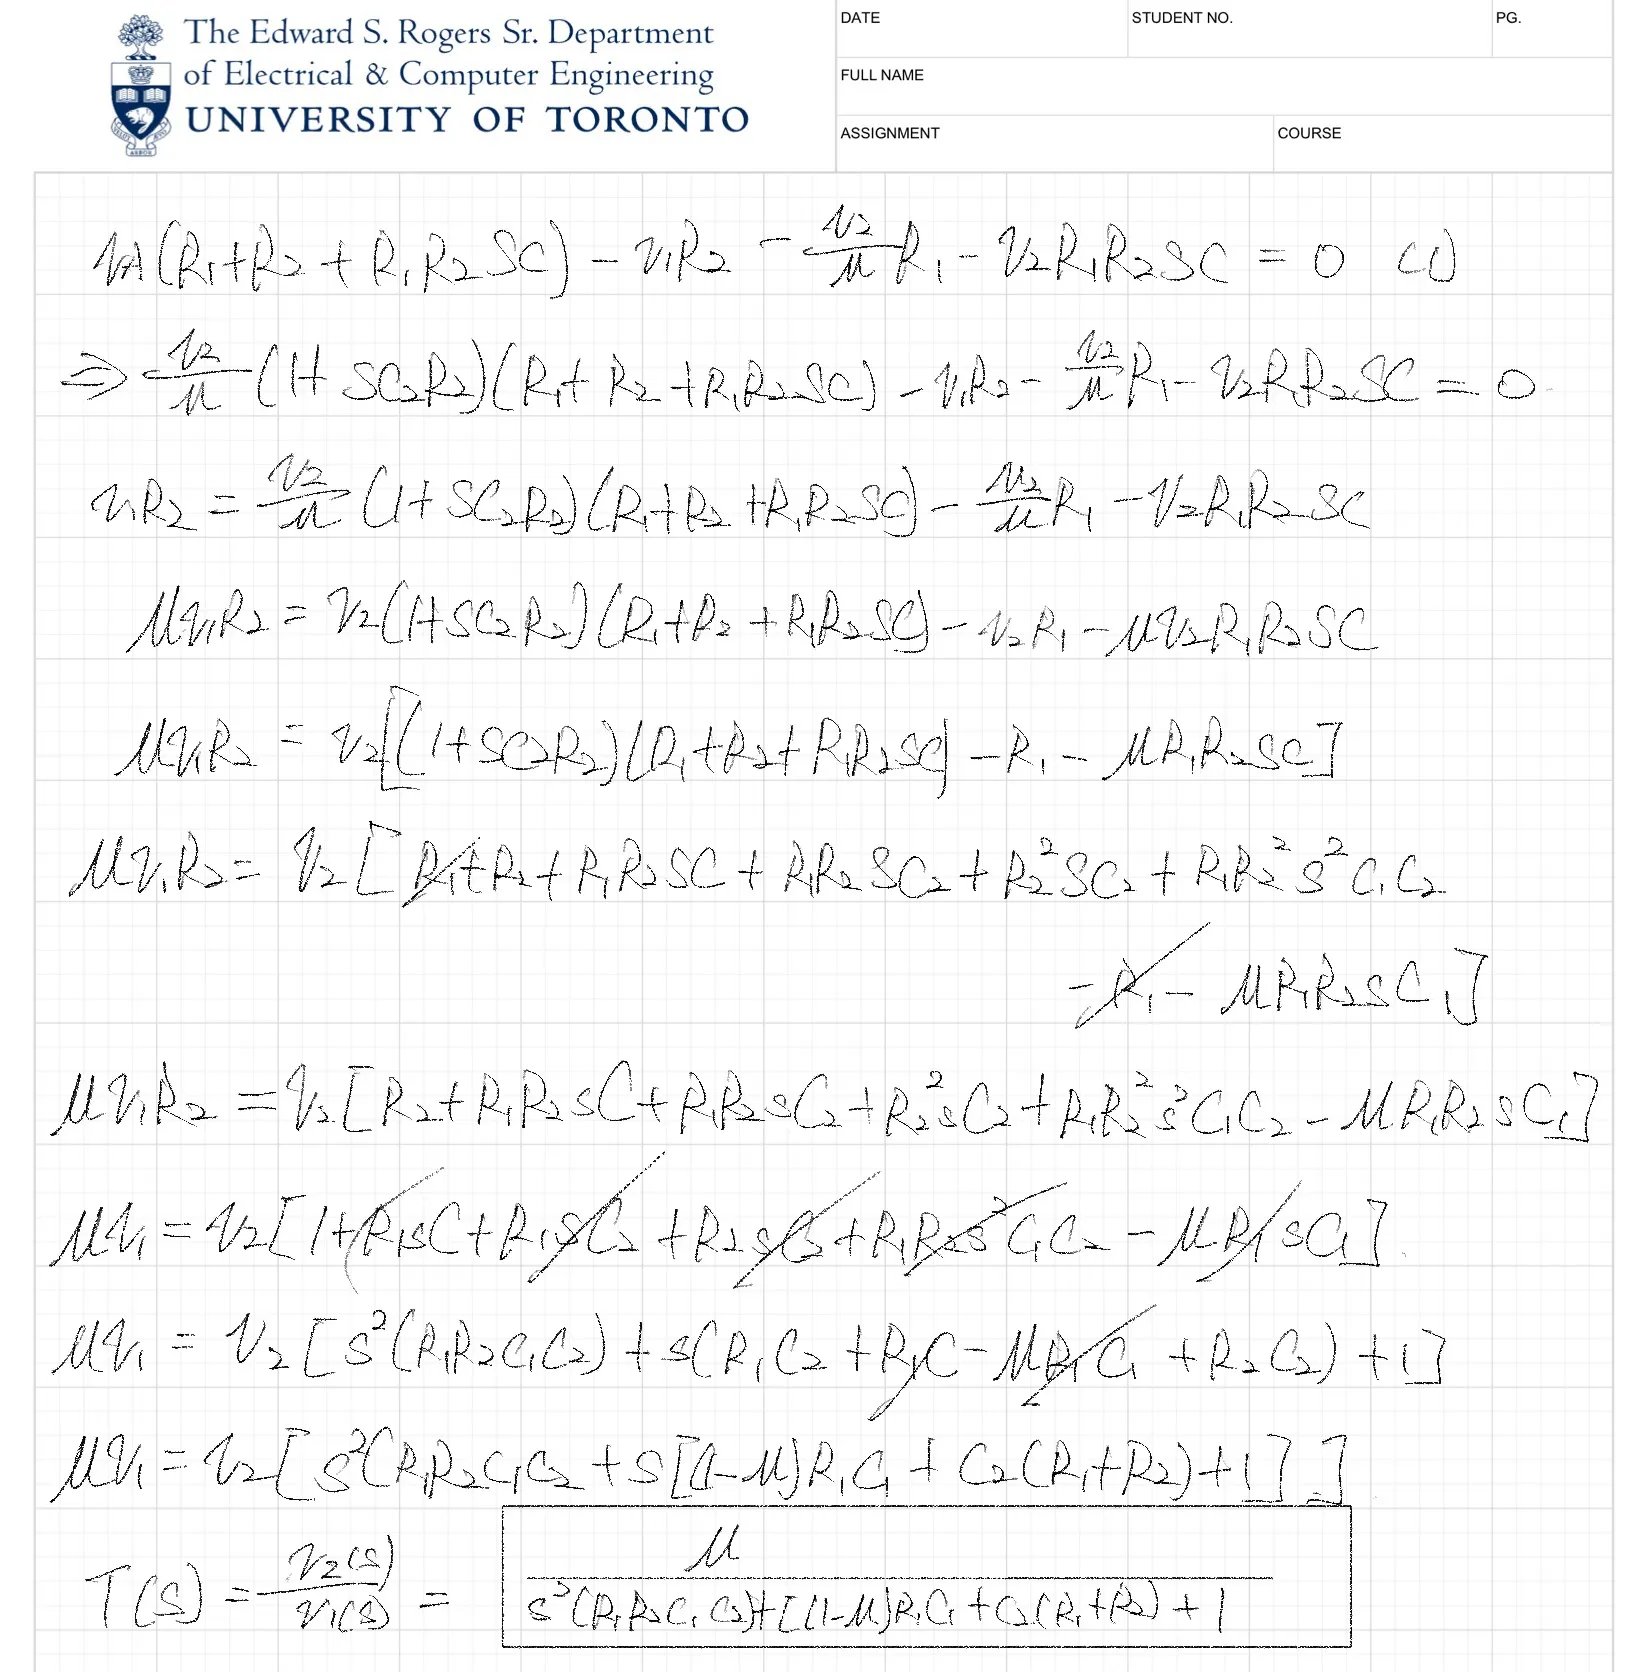 The Edward S. Rogers Sr. Department
of Electrical & Computer Engineering
UNIVERSITY OF TORONTO
DATE
STUDENT NO.
PG.
FULL NAME
ASSIGNMENT
COURSE
VA(R₁+R₂ + R₁R₂SC) - V₁R₂ - V₂/μ R₁ - V₂R₁R₂SC = 0 (1)
⇒ V₂/μ (1+ SC₂R₂)(R₁+ R₂ +R₁R₂SC) - V₁R₂ - V₂/μ R₁ - V₂R₁R₂SC = 0
V₁R₂ = V₂/μ (1+ SC₂R₂)(R₁+R₂ +R₁R₂SC) - V₂/μ R₁ - V₂R₁R₂SC
μV₁R₂ = V₂(1+SC₂R₂)(R₁+R₂ +R₁R₂SC) - V₂R₁ - μV₂R₁R₂SC
μV₁R₂ = V₂[(1+SC₂R₂)(R₁+R₂+R₁R₂SC) - R₁ - μR₁R₂SC]
μV₁R₂ = V₂[R₁+R₂+R₁R₂SC + R₁R₂SC₂ + R₂²SC₂ + R₁R₂²S²C₁C₂
- R₁ - μR₁R₂SC₁]
μV₁R₂ = V₂[R₂+R₁R₂SC+R₁R₂SC₂+R₂²SC₂+R₁R₂²S²C₁C₂ - μR₁R₂SC₁]
μV₁ = V₂[1+R₁SC+R₁SC₂ +R₂SC₂+R₁R₂S²C₁C₂ - μR₁SC₁]
μV₁ = V₂[S²(R₁R₂C₁C₂) + S(R₁C₂ +R₁C - μR₁C₁ +R₂C₂) +1]
μV₁ = V₂[S²(R₁R₂C₁C₂ + S[(1-μ)R₁C₁ + C₂(R₁+R₂)+1]]
T(S) = V₂(S)/V₁(S) = μ / S²(R₁R₂C₁C₂)+[(1-μ)R₁C₁+C₂(R₁+R₂)+1